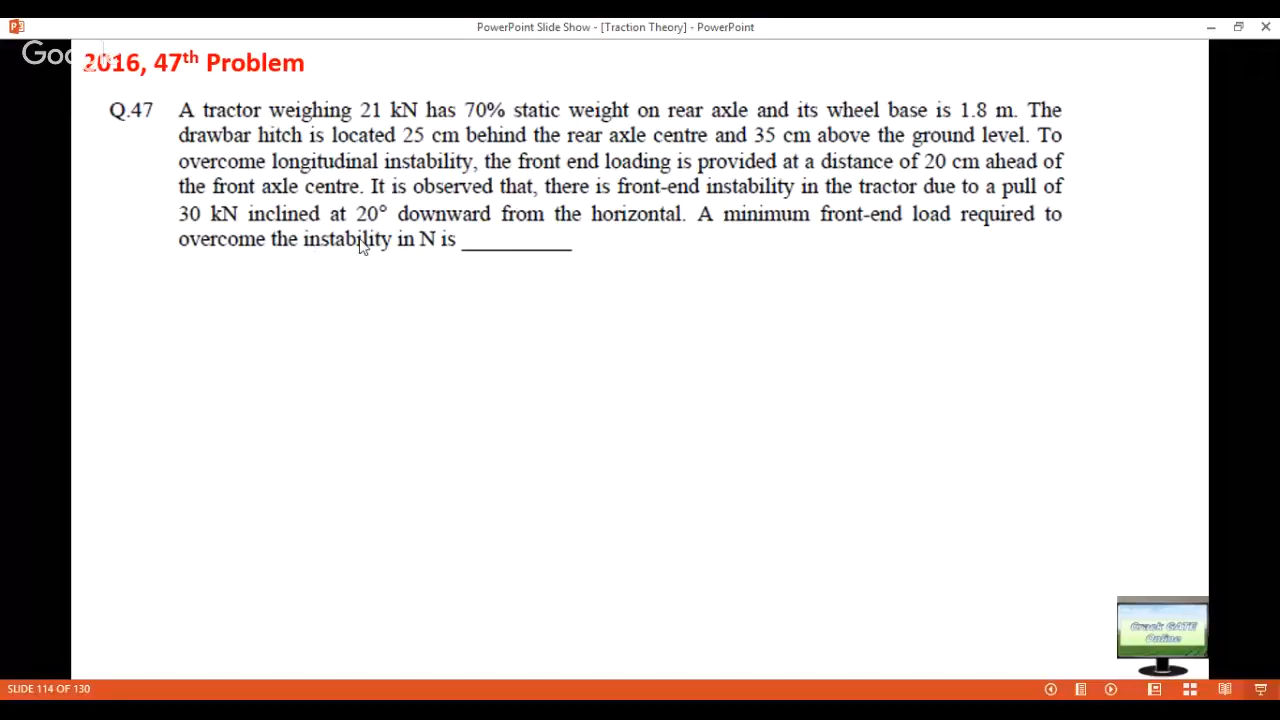 PowerPoint Slide Show - [Traction Theory] - PowerPoint
Google
2016, 47th Problem
Q.47 A tractor weighing 21 kN has 70% static weight on rear axle and its wheel base is 1.8 m. The
drawbar hitch is located 25 cm behind the rear axle centre and 35 cm above the ground level. To
overcome longitudinal instability, the front end loading is provided at a distance of 20 cm ahead of
the front axle centre. It is observed that, there is front-end instability in the tractor due to a pull of
30 kN inclined at 20° downward from the horizontal. A minimum front-end load required to
overcome the instability in N is __________
Crack GATE
Online
SLIDE 114 OF 130